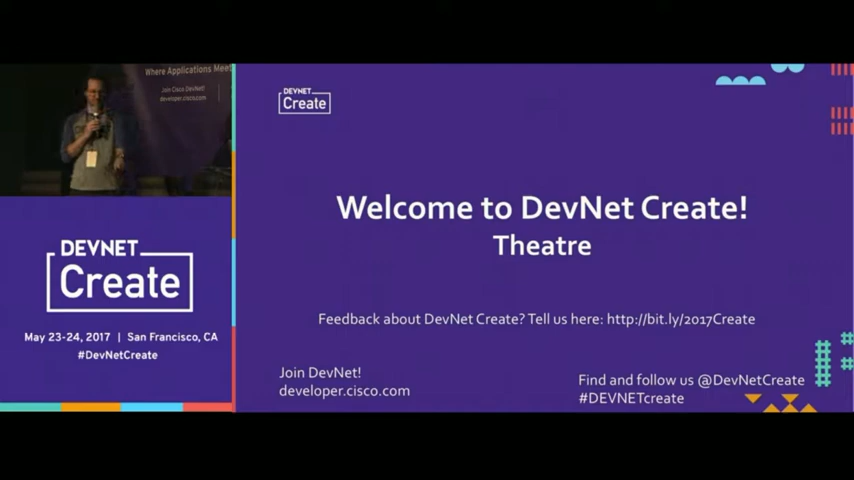 Where Applications Meet
Join Cisco DevNet!
developer.cisco.com
DEVNET
Create
May 23-24, 2017 | San Francisco, CA
#DevNetCreate
DEVNET
Create
Welcome to DevNet Create!
Theatre
Feedback about DevNet Create? Tell us here: http://bit.ly/2017Create
Join DevNet!
developer.cisco.com
Find and follow us @DevNetCreate
#DEVNETcreate